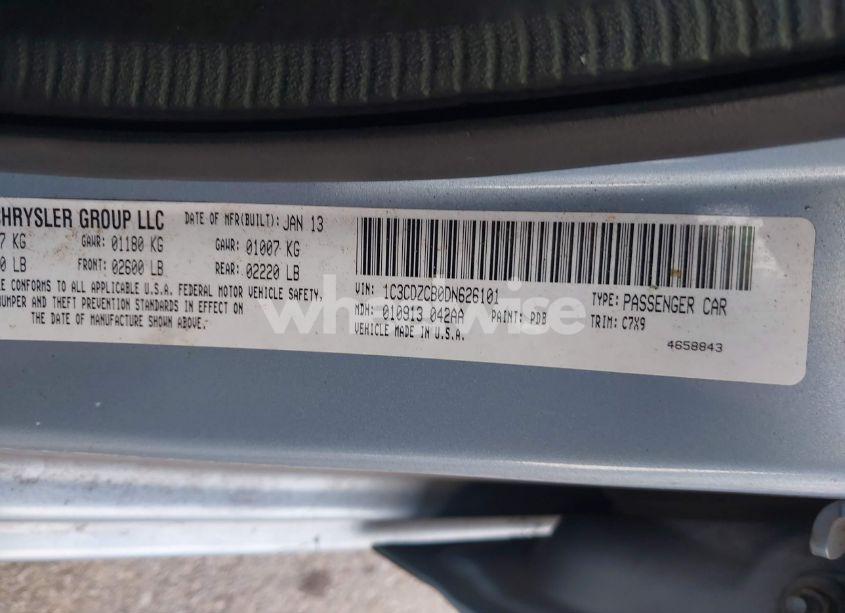 CHRYSLER GROUP LLC DATE OF MFR(BUILT): JAN 13
7 KG GAWR: 01180 KG GAWR: 01007 KG
0 LB FRONT: 02600 LB REAR: 02220 LB
LE CONFORMS TO ALL APPLICABLE U.S.A. FEDERAL MOTOR VEHICLE SAFETY,
BUMPER AND THEFT PREVENTION STANDARDS IN EFFECT ON
THE DATE OF MANUFACTURE SHOWN ABOVE.
VIN: 1C3CDZCB0DN626101 TYPE: PASSENGER CAR
MDH: 010913 042AA PAINT: PDB TRIM: C7X9
VEHICLE MADE IN U.S.A.
4658843